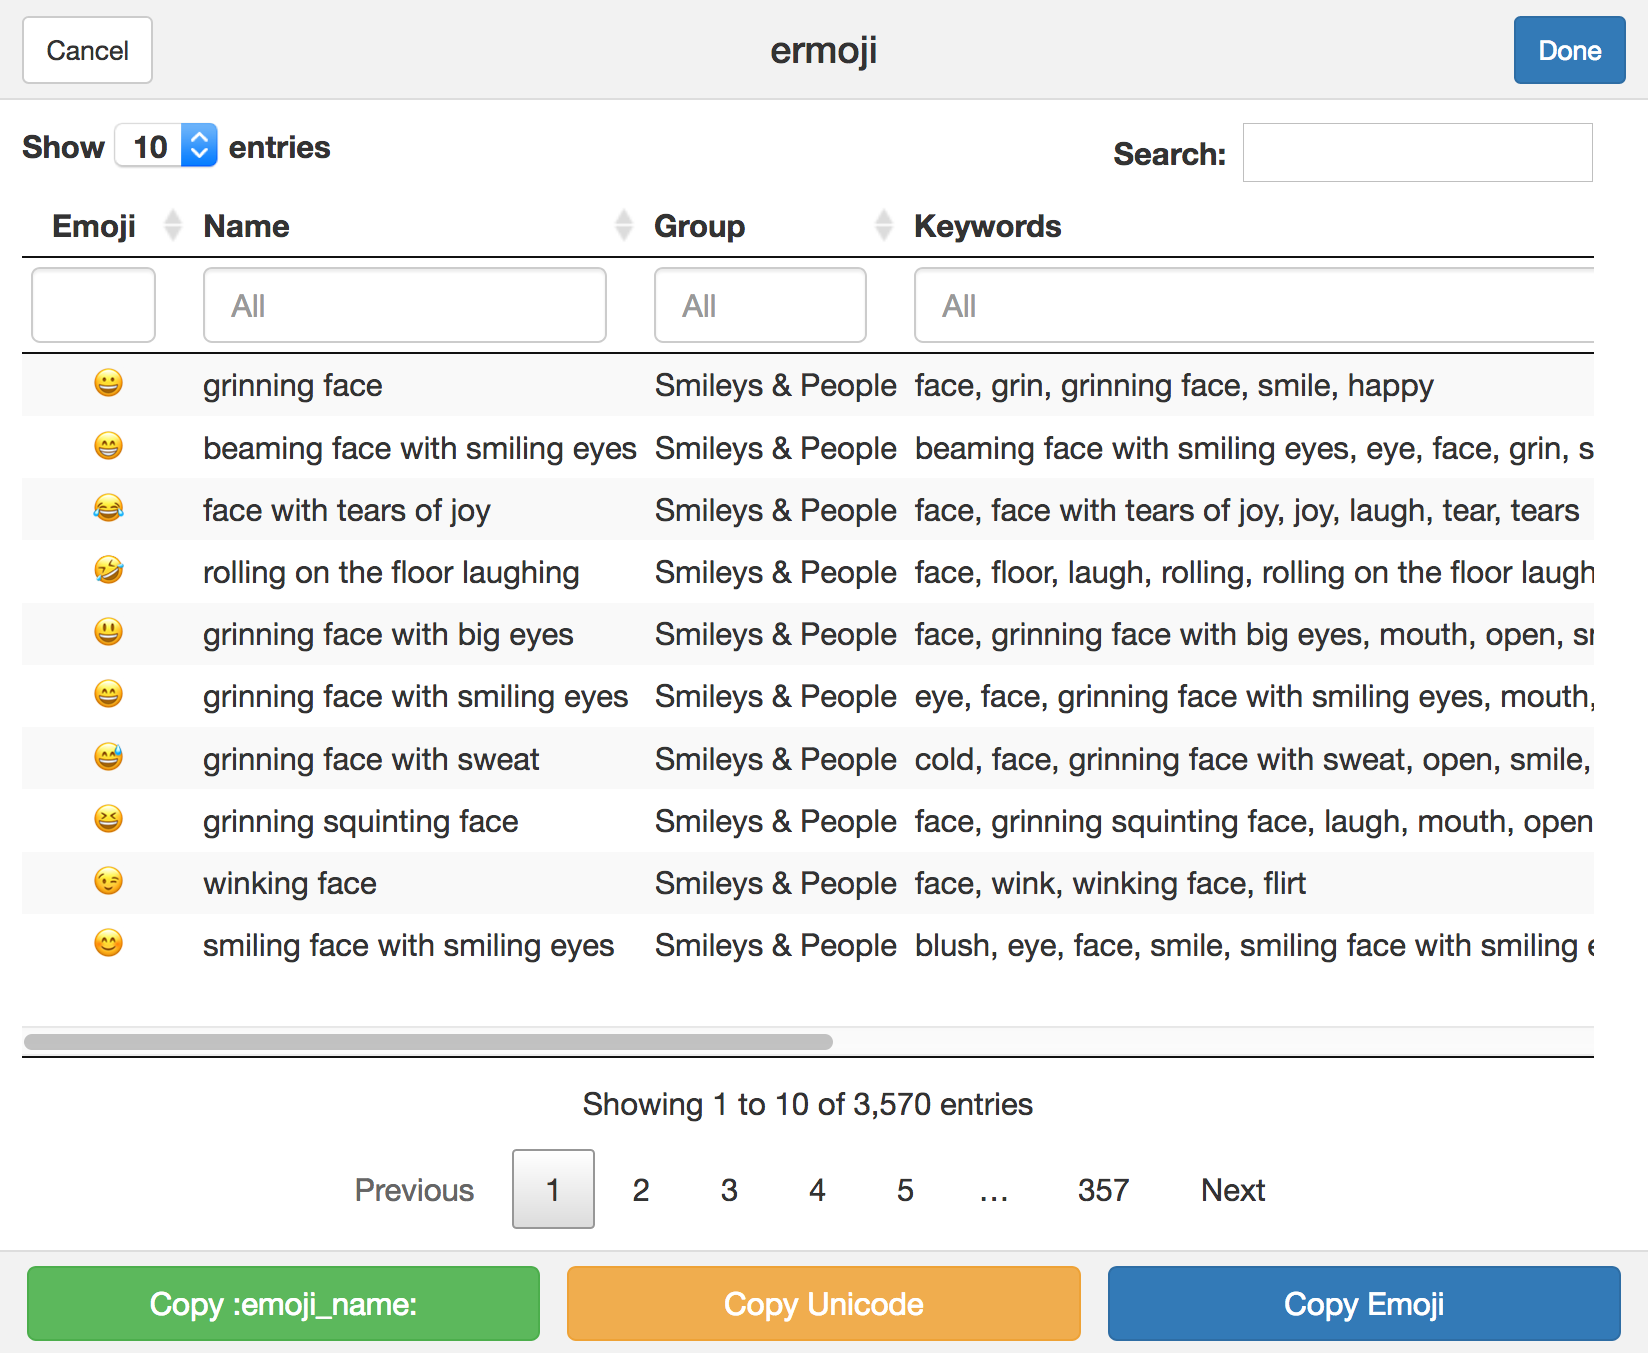 Cancel ermoji Done
Show 10 entries Search:
Emoji Name Group Keywords
All All All
😀 grinning face Smileys & People face, grin, grinning face, smile, happy
😁 beaming face with smiling eyes Smileys & People beaming face with smiling eyes, eye, face, grin, s
😂 face with tears of joy Smileys & People face, face with tears of joy, joy, laugh, tear, tears
🤣 rolling on the floor laughing Smileys & People face, floor, laugh, rolling, rolling on the floor laugh
😃 grinning face with big eyes Smileys & People face, grinning face with big eyes, mouth, open, sm
😄 grinning face with smiling eyes Smileys & People eye, face, grinning face with smiling eyes, mouth,
😅 grinning face with sweat Smileys & People cold, face, grinning face with sweat, open, smile,
😆 grinning squinting face Smileys & People face, grinning squinting face, laugh, mouth, open
😉 winking face Smileys & People face, wink, winking face, flirt
😊 smiling face with smiling eyes Smileys & People blush, eye, face, smile, smiling face with smiling e
Showing 1 to 10 of 3,570 entries
Previous 1 2 3 4 5 ... 357 Next
Copy :emoji_name: Copy Unicode Copy Emoji